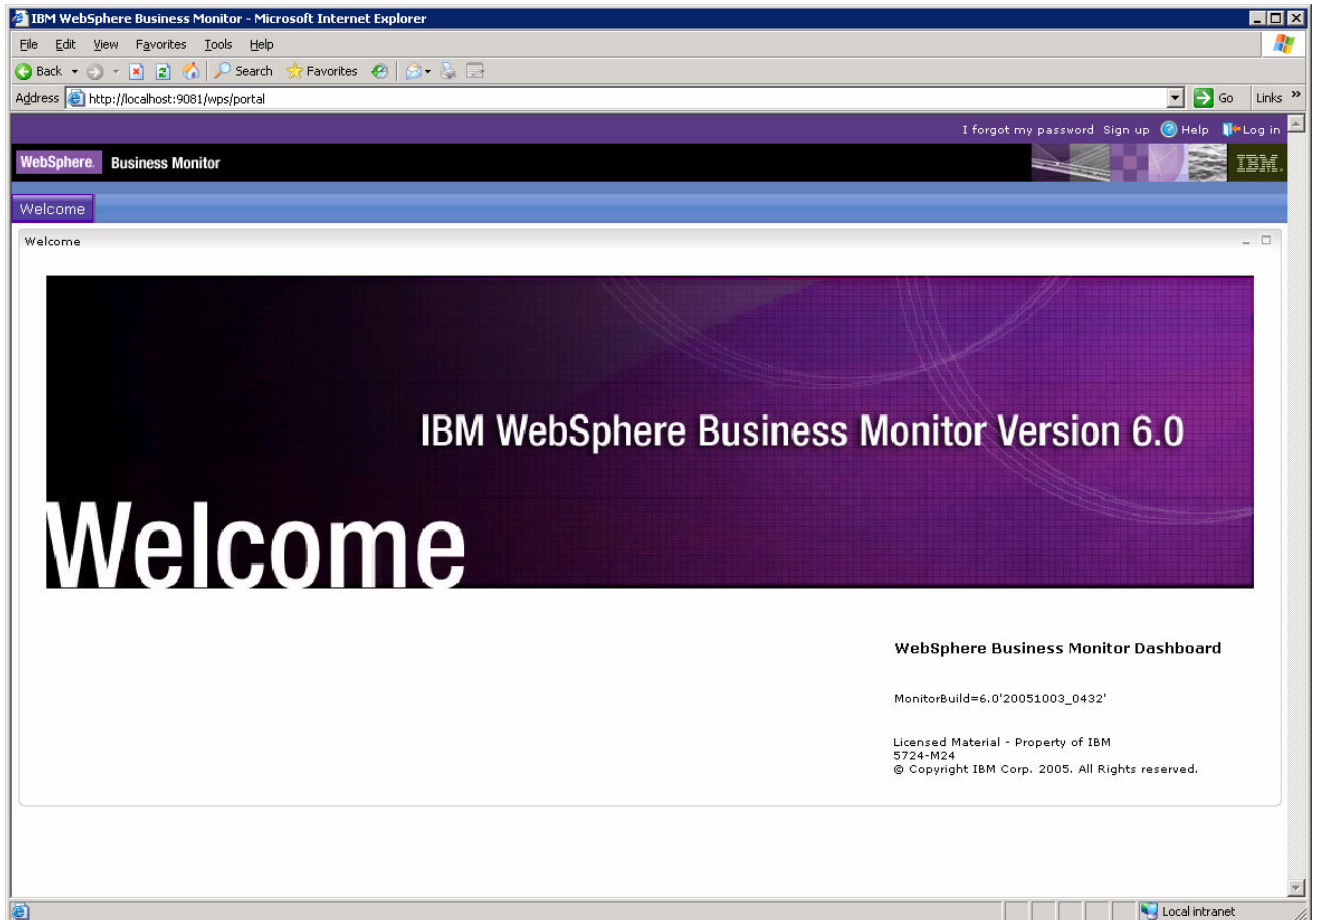 IBM WebSphere Business Monitor - Microsoft Internet Explorer
File Edit View Favorites Tools Help
Back Search Favorites
Address http://localhost:9081/wps/portal Go Links »
I forgot my password Sign up Help Log in
WebSphere. Business Monitor IBM.
Welcome
Welcome
IBM WebSphere Business Monitor Version 6.0
Welcome
WebSphere Business Monitor Dashboard
MonitorBuild=6.0'20051003_0432'
Licensed Material - Property of IBM
5724-M24
© Copyright IBM Corp. 2005. All Rights reserved.
Local intranet